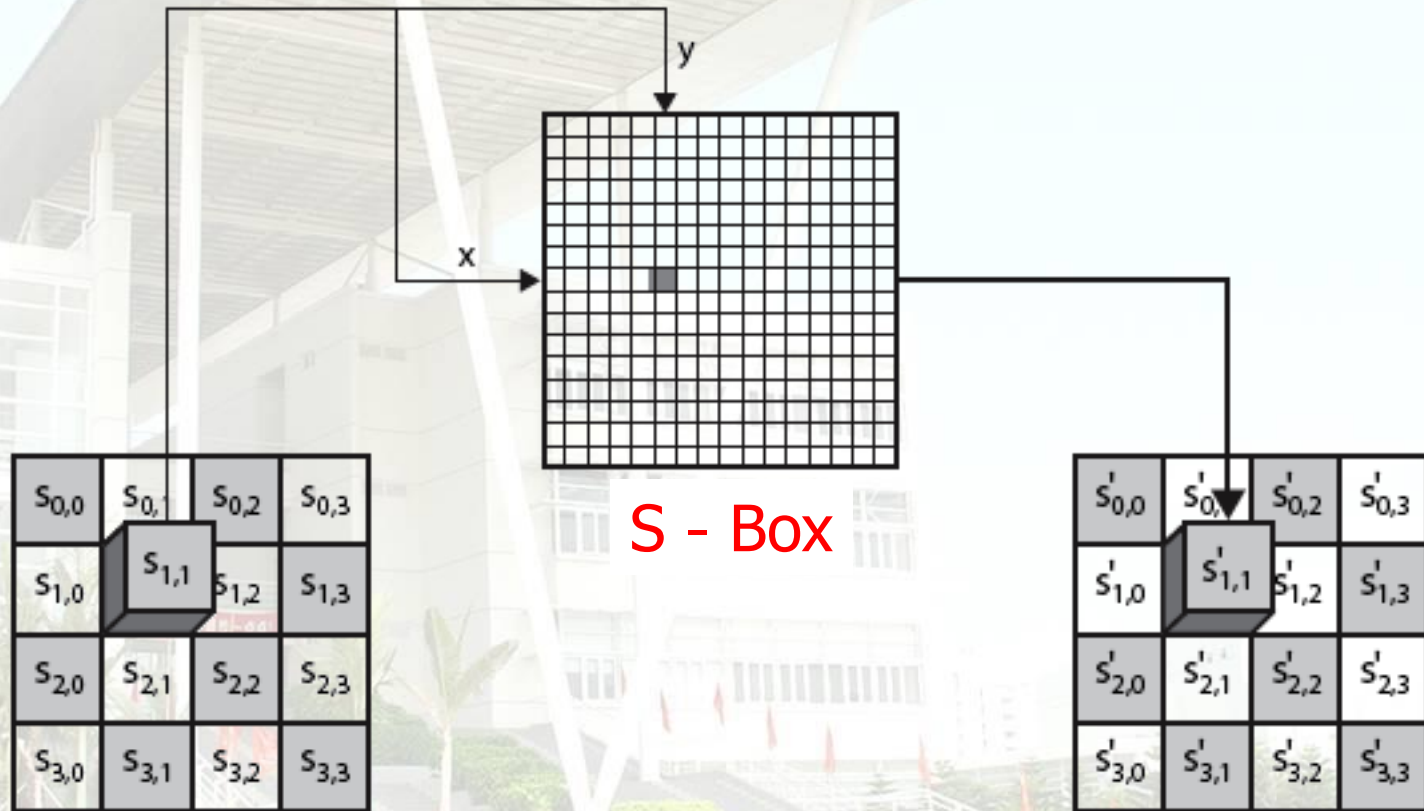 y
x
S - Box
s0,0 s0,1 s0,2 s0,3
s1,0 s1,1 s1,2 s1,3
s2,0 s2,1 s2,2 s2,3
s3,0 s3,1 s3,2 s3,3
s'0,0 s'0, s'0,2 s'0,3
s'1,0 s'1,1 s'1,2 s'1,3
s'2,0 s'2,1 s'2,2 s'2,3
s'3,0 s'3,1 s'3,2 s'3,3